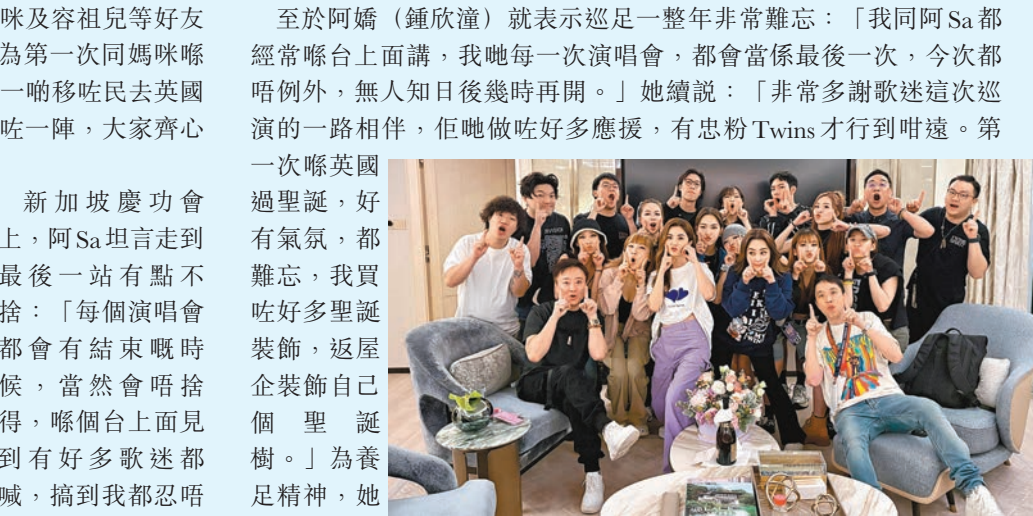 咪及容祖兒等好友
為第一次同媽咪喺
一啲移咗民去英國
咗一陣，大家齊心
新加坡慶功會
上，阿Sa坦言走到
最後一站有點不
捨：「每個演唱會
都會有結束嘅時
候，當然會唔捨
得，喺個台上面見
到有好多歌迷都
喊，搞到我都忍唔
至於阿嬌（鍾欣潼）就表示巡足一整年非常難忘：「我同阿Sa都
經常喺台上面講，我哋每一次演唱會，都會當係最後一次，今次都
唔例外，無人知日後幾時再開。」她續說：「非常多謝歌迷這次巡
演的一路相伴，佢哋做咗好多應援，有忠粉Twins才行到咁遠。第
一次喺英國
過聖誕，好
有氣氛，都
難忘，我買
咗好多聖誕
裝飾，返屋
企裝飾自己
個聖誕
樹。」為養
足精神，她